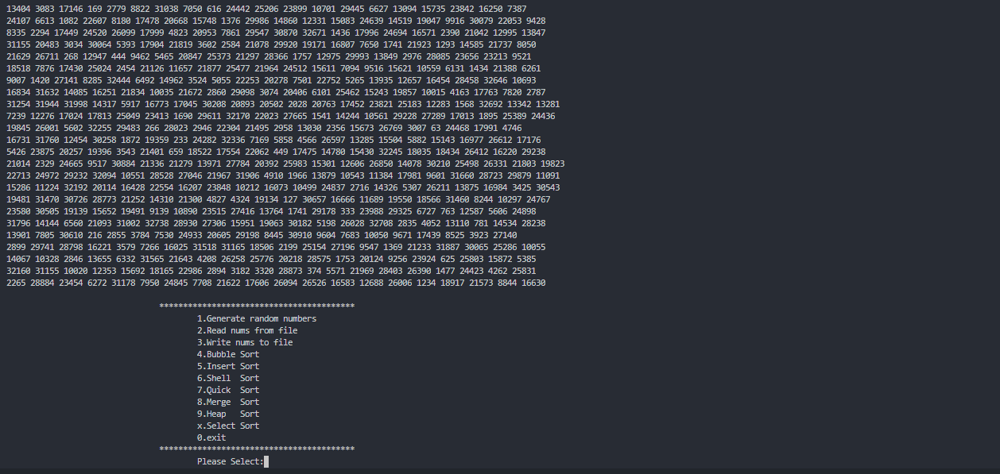 13404 3083 17146 169 2779 8822 31038 7050 616 24442 25206 23899 10701 29445 6627 13094 15735 23842 16250 7387
24107 6613 1082 22607 8180 17478 20668 15748 1376 29986 14860 12331 15083 24639 14519 19047 9916 30079 22053 9428
8335 2294 17449 24520 26099 17999 4823 20953 7861 29547 30870 32671 1436 17996 24694 16571 2390 21042 12995 13847
31155 20483 3034 30064 5393 17904 21819 3602 2584 21078 29920 19171 16807 7650 1741 21923 1293 14585 21737 8050
21629 26711 268 12947 444 9462 5465 20847 25373 21297 28366 1757 12975 29993 13849 2976 28085 23656 23213 9521
18518 7876 17430 25024 2454 21126 11657 21877 25477 21964 24512 15611 7094 9516 15621 10559 6131 1434 21388 6261
9007 1420 27141 8285 32444 6492 14962 3524 5055 22253 20278 7501 22752 5265 13935 12657 16454 28458 32646 10693
16834 31632 14085 16251 21834 10035 21672 2860 29098 3074 20406 6101 25462 15243 19857 10015 4163 17763 7820 2787
31254 31944 31998 14317 5917 16773 17045 30208 20893 20502 2028 20763 17452 23821 25183 12283 1568 32692 13342 13281
7239 12276 17024 17813 25049 23413 1690 29611 32170 22023 27665 1541 14244 10561 29228 27289 17013 1895 25389 24436
19845 26001 5602 32255 29483 266 28023 2946 22304 21495 2958 13030 2356 15673 26769 3007 63 24468 17991 4746
16731 31760 12454 30258 1872 19359 233 24282 32336 7169 5858 4566 26597 13285 15504 5882 15143 16977 26612 17176
5426 23875 20257 19396 3543 21401 659 18522 17554 22062 449 17475 14780 15430 32245 18035 18434 26412 16220 29238
21014 2329 24665 9517 30884 21336 21279 13971 27784 20392 25983 15301 12606 26850 14078 30210 25498 26331 21803 19823
22713 24972 29232 32094 10551 28528 27046 21967 31906 4910 1966 13879 10543 11384 17981 9601 31660 28723 29879 11091
15286 11224 32192 20114 16428 22554 16207 23848 10212 16073 10499 24837 2716 14326 5307 26211 13875 16984 3425 30543
19481 31470 30726 28773 21252 14310 21300 4827 4324 19134 127 30657 16666 11689 19550 18566 31460 8244 10297 24767
23580 30505 19139 15652 19491 9139 10890 23515 27416 13764 1741 29178 333 23988 29325 6727 763 12587 5606 24898
31796 14144 6560 21093 31002 32738 28930 27306 15951 19063 30182 5198 26028 32708 2835 4052 13110 781 14534 28238
13901 7805 30610 216 2855 3784 7530 24933 20605 29198 8445 30910 9604 7683 10050 9671 17439 8525 3923 27140
2899 29741 28798 16221 3579 7266 16025 31518 31165 18506 2199 25154 27196 9547 1369 21233 31887 30065 25286 10055
14067 10328 2846 13655 6332 31565 21643 4208 26258 25776 20218 28575 1753 20124 9256 23924 625 25803 15872 5385
32160 31155 10020 12353 15692 18165 22986 2894 3182 3320 28873 374 5571 21969 28403 26390 1477 24423 4262 25831
2265 28884 23454 6272 31178 7950 24845 7708 21622 17606 26094 26526 16583 12688 26006 1234 18917 21573 8844 16630
*****************************************
1.Generate random numbers
2.Read nums from file
3.Write nums to file
4.Bubble Sort
5.Insert Sort
6.Shell  Sort
7.Quick  Sort
8.Merge  Sort
9.Heap   Sort
x.Select Sort
0.exit
*****************************************
Please Select: